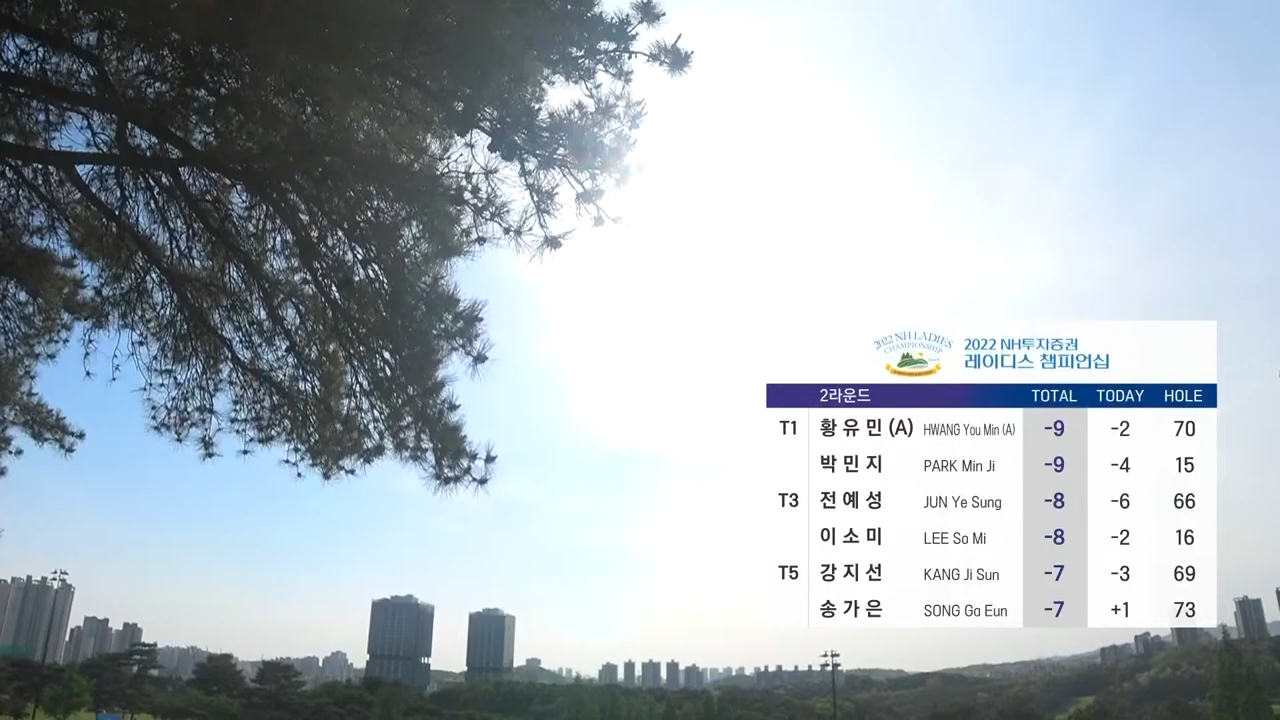 2022 NH LADIES
CHAMPIONSHIP
2022 NH투자증권
레이디스 챔피언십
2라운드 TOTAL TODAY HOLE
T1 황유민 (A) HWANG You Min (A) -9 -2 70
박민지 PARK Min Ji -9 -4 15
T3 전예성 JUN Ye Sung -8 -6 66
이소미 LEE So Mi -8 -2 16
T5 강지선 KANG Ji Sun -7 -3 69
송가은 SONG Ga Eun -7 +1 73